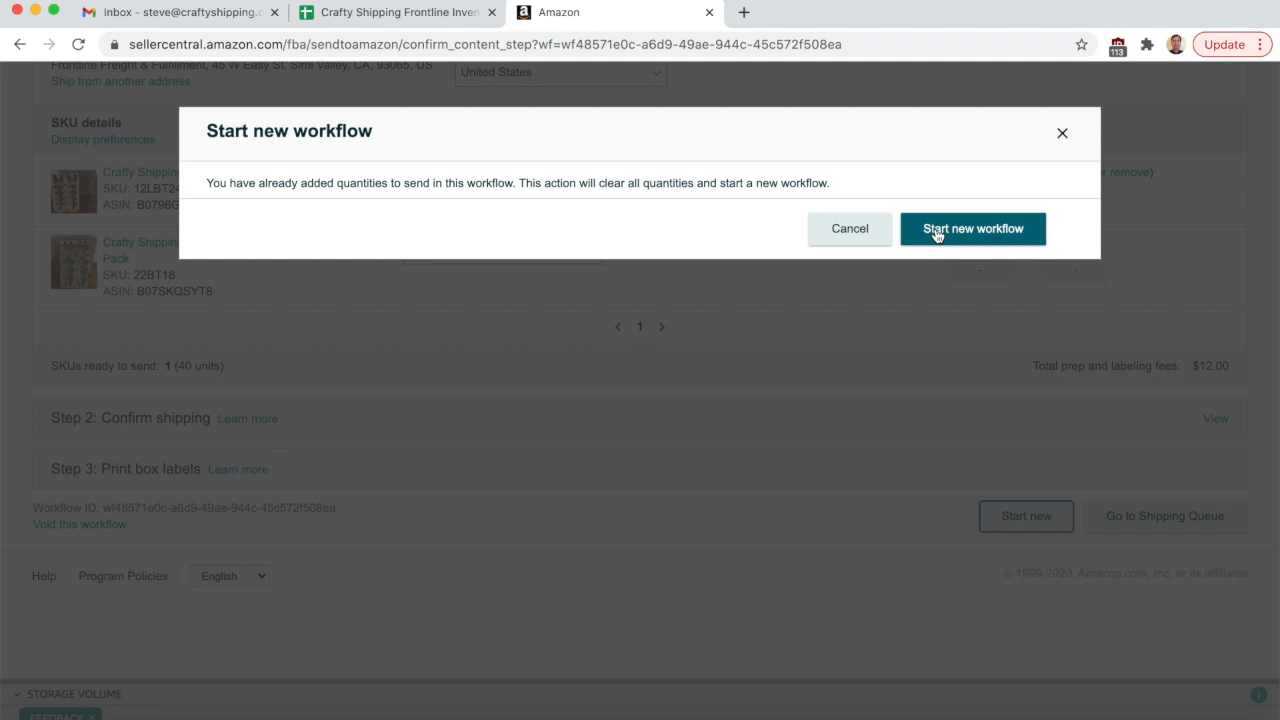 Inbox – steve@craftyshipping.c
Crafty Shipping Frontline Inven
Amazon
sellercentral.amazon.com/fba/sendtoamazon/confirm_content_step?wf=wf48571e0c-a6d9-49ae-944c-45c572f508ea
113
Update
Frontline Freight & Fulfillment, 45 W Easy St, Simi Valley, CA, 93065, US
Ship from another address
United States
SKU details
Display preferences
Start new workflow
You have already added quantities to send in this workflow. This action will clear all quantities and start a new workflow.
Cancel
Start new workflow
Crafty Shippin
SKU: 12LBT24
ASIN: B0796G
r remove)
Crafty Shippin
Pack
SKU: 22BT18
ASIN: B07SKQSYT8
- -
1
SKUs ready to send: 1 (40 units)
Total prep and labeling fees: $12.00
Step 2: Confirm shipping Learn more
View
Step 3: Print box labels Learn more
Workflow ID: wf48571e0c-a6d9-49ae-944c-45c572f508ea
Void this workflow
Start new
Go to Shipping Queue
Help Program Policies English
© 1999-2020, Amazon.com, Inc. or its affiliates
STORAGE VOLUME
FEEDBACK